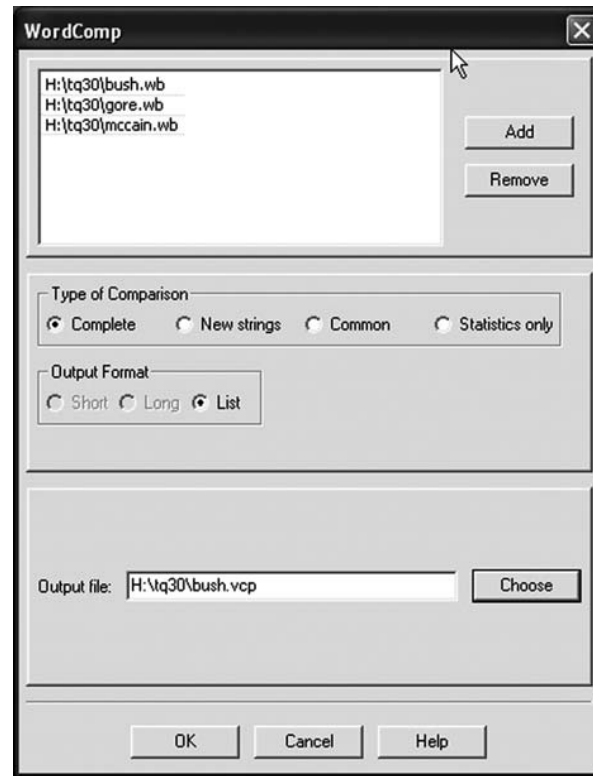 WordComp
H:\tq30\bush.wb
H:\tq30\gore.wb
H:\tq30\mccain.wb
Add
Remove
Type of Comparison
Complete New strings Common Statistics only
Output Format
Short Long List
Output file: H:\tq30\bush.vcp Choose
OK Cancel Help